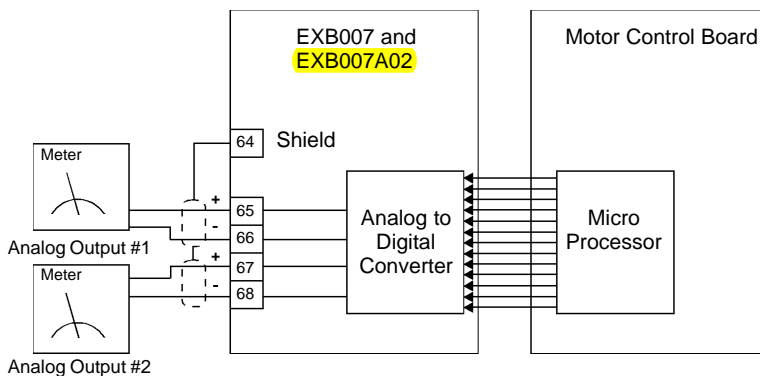 EXB007 and
EXB007A02
Motor Control Board
64
Shield
Meter
+
65
-
66
Analog Output #1
+
67
Meter
-
68
Analog Output #2
Analog to
Digital
Converter
Micro
Processor